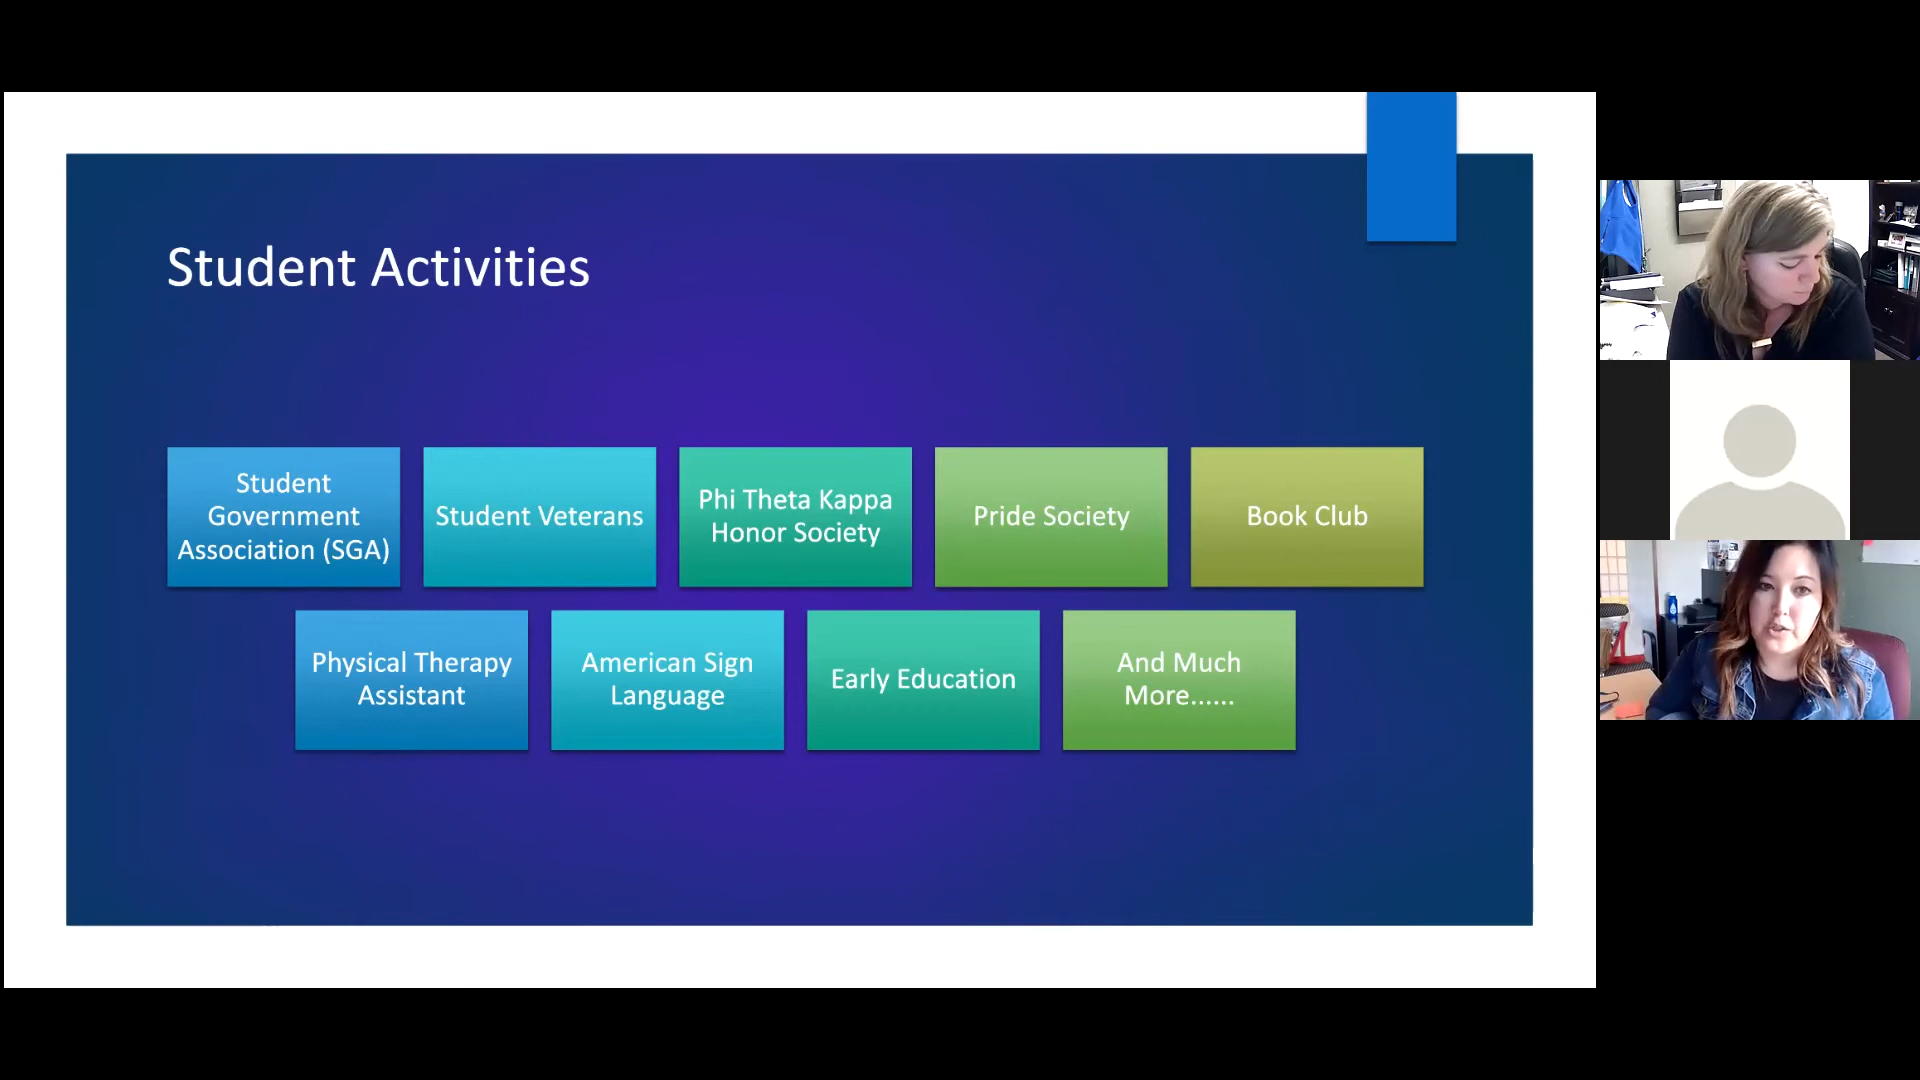 Student Activities
Student
Government
Association (SGA)
Student Veterans
Phi Theta Kappa
Honor Society
Pride Society
Book Club
Physical Therapy
Assistant
American Sign
Language
Early Education
And Much
More......